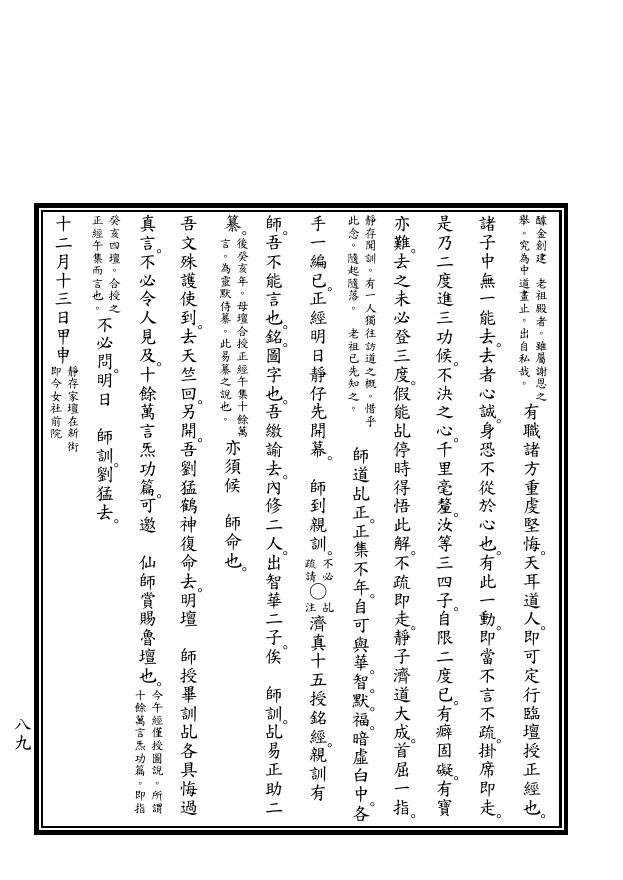 醵金創建　老祖殿者。雖屬謝恩之
舉。究為中道畫止。出自私哉。
有職諸方重虔堅悔。天耳道人。即可定行臨壇授正經也。
諸子中無一能去。去者心誠。身恐不從於心也。有此一動。即當不言不疏。掛席即走。
是乃二度進三功候。不決之心。千里毫釐。汝等三四子。自限二度已。有癖固礙。有寶
亦難。去之未必登三度。假能乩停時得悟此解。不疏即走。靜子濟道大成。首屈一指。
靜存聞訓。有一人獨往訪道之概。惜乎
此念。隨起隨落。　老祖已先知之。
師道乩正。正集不年。自可與華。智。默。福。暗虛白中。各
手一編已。正經明日靜仔先開幕　師到親訓。
不必
疏請
○
乩
注
濟真十五授銘經。親訓有
師。吾不能言也。銘。圖字也。吾繳諭去。內修二人。出智華二子。俟　師訓。乩易正助二
纂。
後癸亥年。母壇合授正經午集十餘萬
言。為靈默侍纂。此易纂之說也。
亦須候　師命也。
吾文殊護使到。去天竺回。另開。吾劉猛鶴神復命去。明壇　師授畢訓乩各具悔過
真言。不必令人見及。十餘萬言炁功篇。可邀　仙師賞賜魯壇也。
今午經僅授圖說。所謂
十餘萬言炁功篇。即指
癸亥四壇。合授之
正經午集而言也。
不必問。明日　師訓。劉猛去。
十二月十三日甲申
靜存家壇在新街
即今女社前院
八九